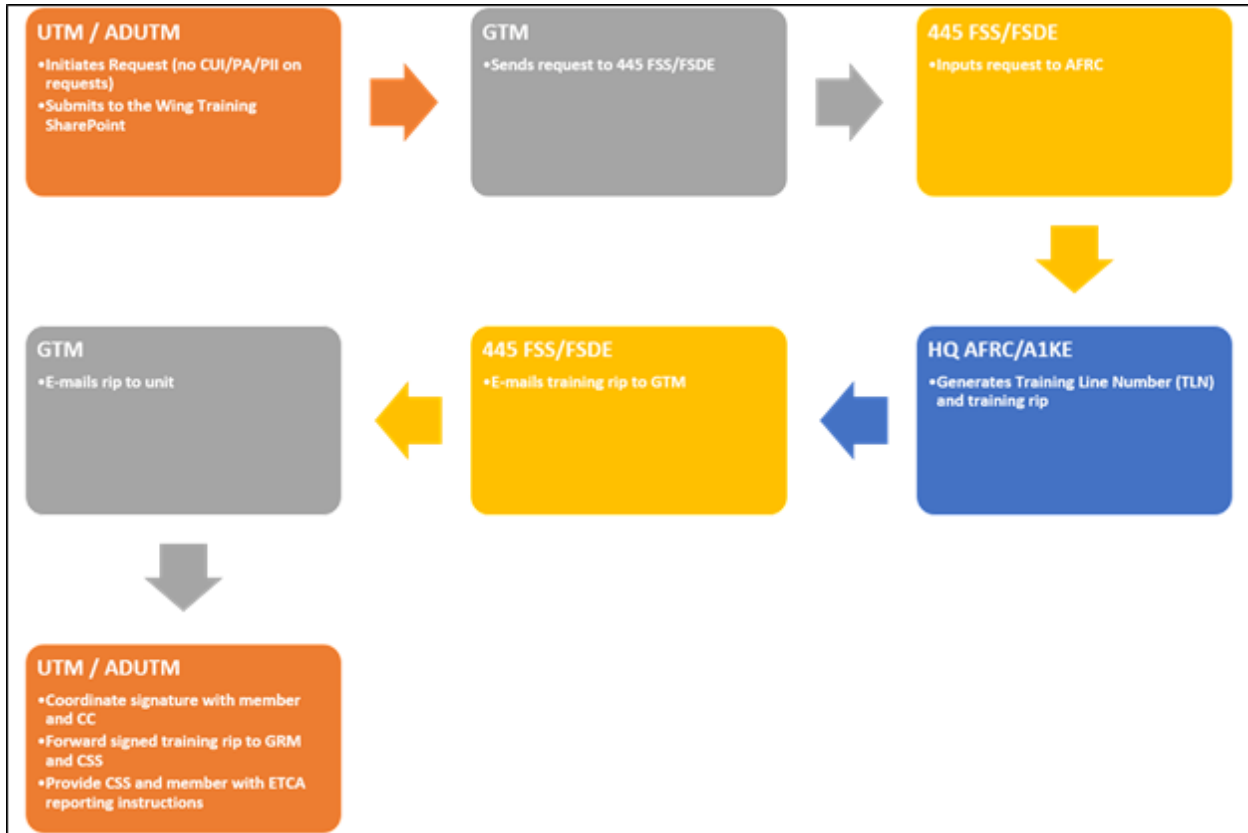 UTM / ADUTM
•Initiates Request (no CUI/PA/PII on
requests)
•Submits to the Wing Training
SharePoint
GTM
•Sends request to 445 FSS/FSDE
445 FSS/FSDE
•Inputs request to AFRC
HQ AFRC/A1KE
•Generates Training Line Number (TLN)
and training rip
445 FSS/FSDE
•E-mails training rip to GTM
GTM
•E-mails rip to unit
UTM / ADUTM
•Coordinate signature with member
and CC
•Forward signed training rip to GRM
and CSS
•Provide CSS and member with ETCA
reporting instructions